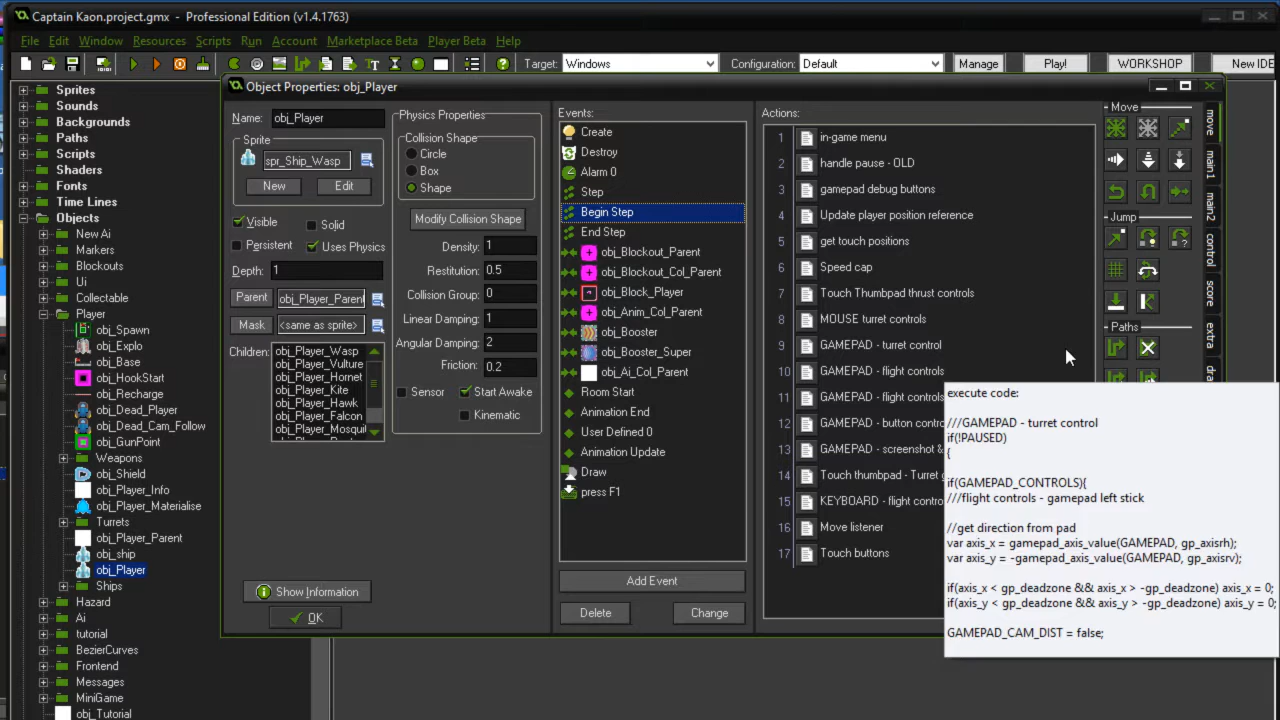 Captain Kaon.project.gmx - Professional Edition (v1.4.1763)
File Edit Window Resources Scripts Run Account Marketplace Beta Player Beta Help
Target: Windows Configuration: Default Manage Play! WORKSHOP New IDE
Sprites
Sounds
Backgrounds
Paths
Scripts
Shaders
Fonts
Time Lines
Objects
New Ai
Markers
Blockouts
Ui
Collectable
Player
obj_Spawn
obj_Explo
obj_Base
obj_HookStart
obj_Recharge
obj_Dead_Player
obj_Dead_Cam_Follow
obj_GunPoint
Weapons
obj_Shield
obj_Player_Info
obj_Player_Materialise
Turrets
obj_Player_Parent
obj_ship
obj_Player
Ships
Hazard
Ai
tutorial
BezierCurves
Frontend
Messages
MiniGame
obj_Tutorial
Object Properties: obj_Player
Name: obj_Player
Sprite
spr_Ship_Wasp
New Edit
Visible Solid
Persistent Uses Physics
Depth: 1
Parent obj_Player_Paren
Mask <same as sprite>
Children: obj_Player_Wasp
obj_Player_Vulture
obj_Player_Hornet
obj_Player_Kite
obj_Player_Hawk
obj_Player_Falcon
obj_Player_Mosquit
Show Information
OK
Physics Properties
Collision Shape
Circle
Box
Shape
Modify Collision Shape
Density: 1
Restitution: 0.5
Collision Group: 0
Linear Damping: 1
Angular Damping: 2
Friction: 0.2
Sensor Start Awake
Kinematic
Events:
Create
Destroy
Alarm 0
Step
Begin Step
End Step
obj_Blockout_Parent
obj_Blockout_Col_Parent
obj_Block_Player
obj_Anim_Col_Parent
obj_Booster
obj_Booster_Super
obj_Ai_Col_Parent
Room Start
Animation End
User Defined 0
Animation Update
Draw
press F1
Add Event
Delete Change
Actions:
1 in-game menu
2 handle pause - OLD
3 gamepad debug buttons
4 Update player position reference
5 get touch positions
6 Speed cap
7 Touch Thumbpad thrust controls
8 MOUSE turret controls
9 GAMEPAD - turret control
10 GAMEPAD - flight controls
11 GAMEPAD - flight
12 GAMEPAD - button
13 GAMEPAD - screenshot &
14 Touch thumbpad - Turret
15 KEYBOARD - flight
16 Move listener
17 Touch buttons
Move
Jump
Paths
move
main1
main2
control
score
extra
execute code:
///GAMEPAD - turret control
if(!PAUSED)
{
if(GAMEPAD_CONTROLS){
///flight controls - gamepad left stick
//get direction from pad
var axis_x = gamepad_axis_value(GAMEPAD, gp_axisrh);
var axis_y = -gamepad_axis_value(GAMEPAD, gp_axisrv);
if(axis_x < gp_deadzone && axis_x > -gp_deadzone) axis_x = 0;
if(axis_y < gp_deadzone && axis_y > -gp_deadzone) axis_y = 0;
GAMEPAD_CAM_DIST = false;